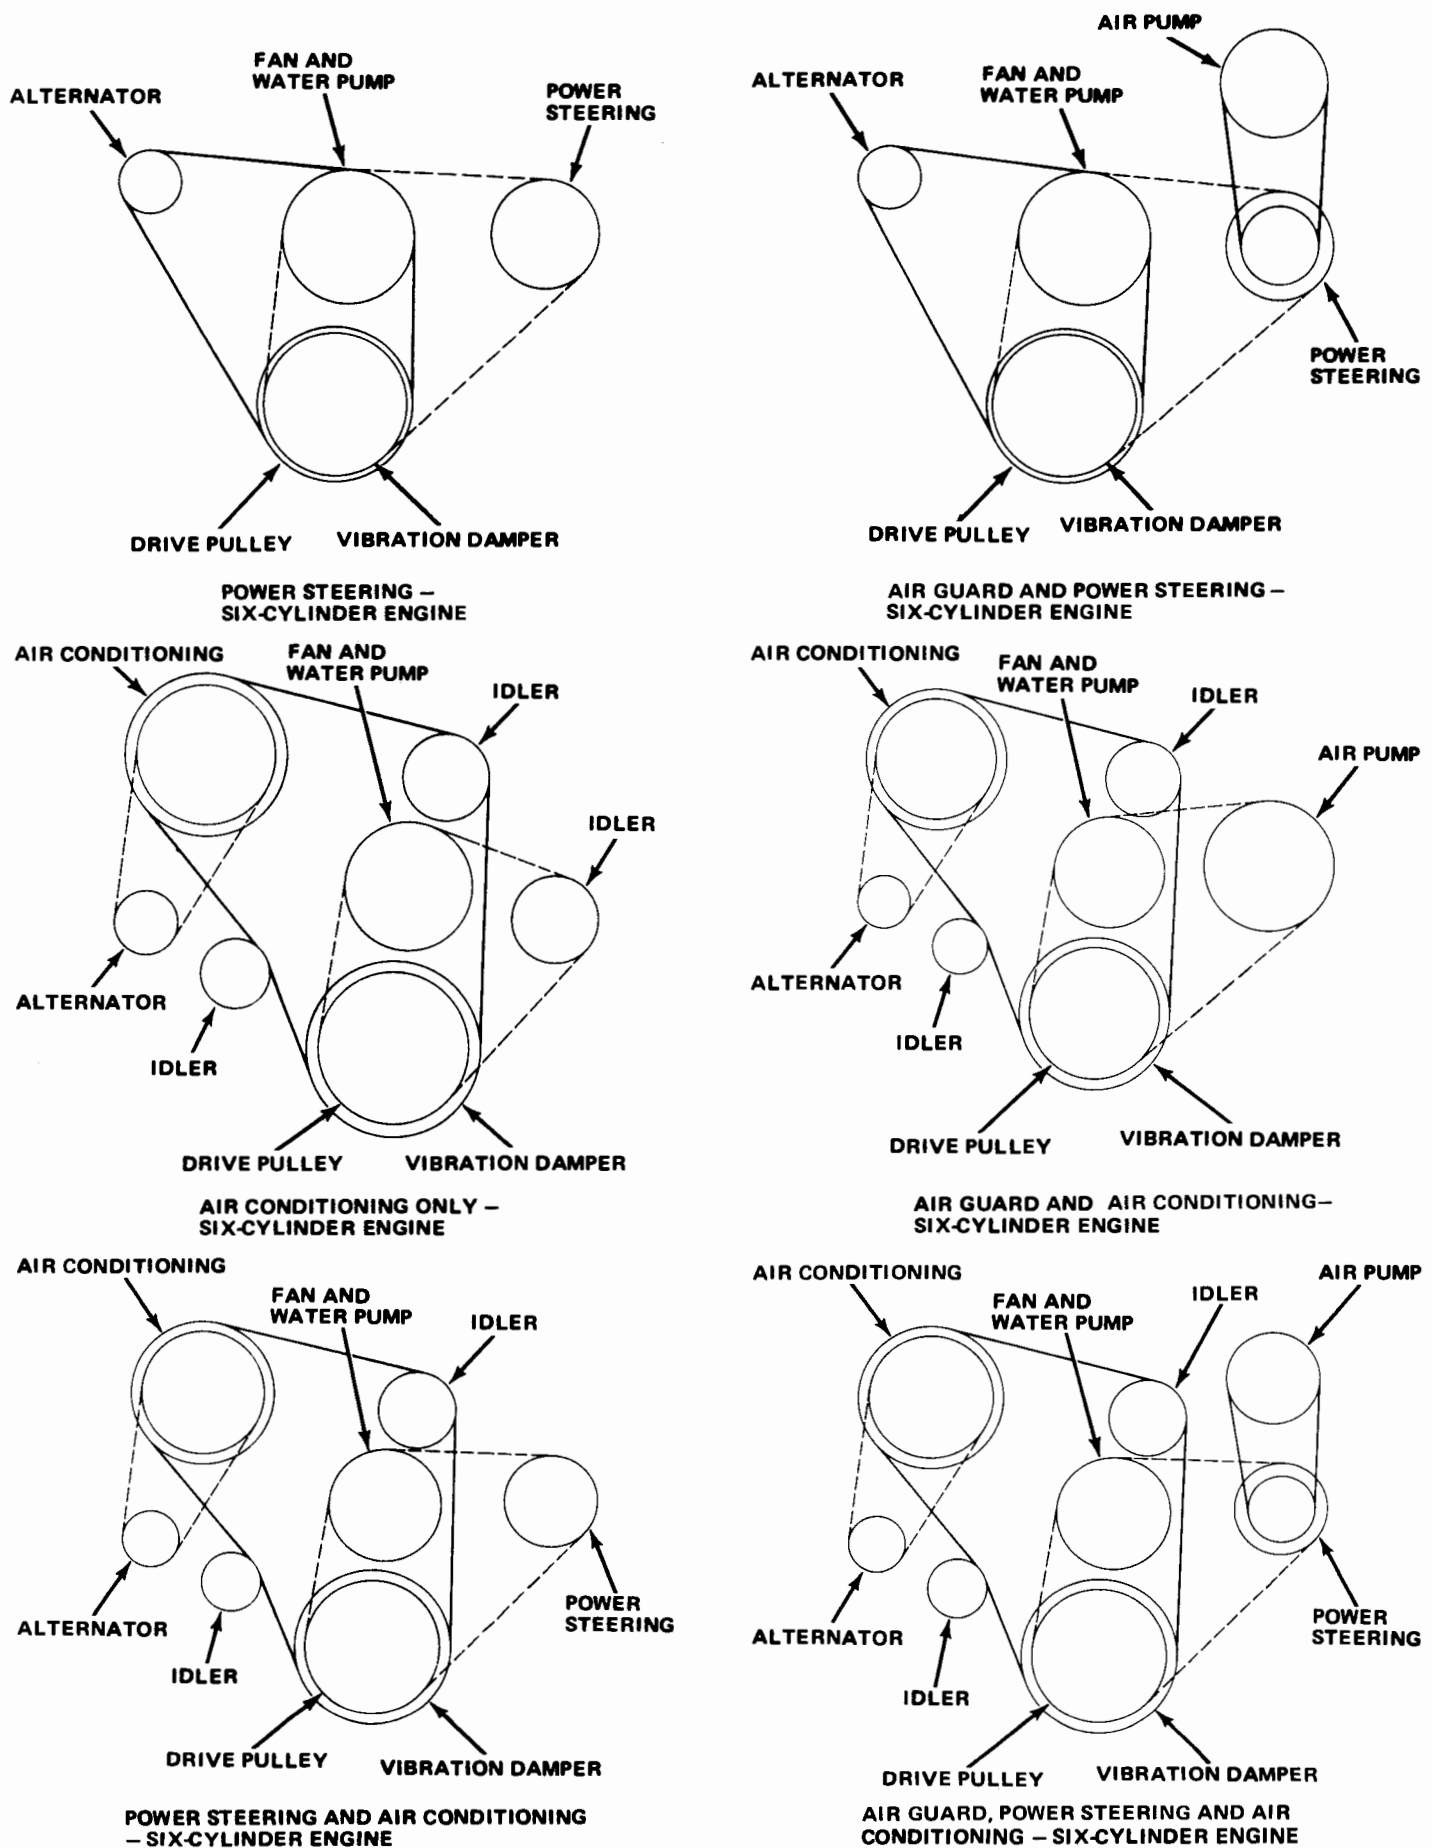 ALTERNATOR
FAN AND
WATER PUMP
POWER
STEERING
DRIVE PULLEY
VIBRATION DAMPER
POWER STEERING –
SIX-CYLINDER ENGINE
AIR PUMP
ALTERNATOR
FAN AND
WATER PUMP
POWER
STEERING
DRIVE PULLEY
VIBRATION DAMPER
AIR GUARD AND POWER STEERING –
SIX-CYLINDER ENGINE
AIR CONDITIONING
FAN AND
WATER PUMP
IDLER
IDLER
ALTERNATOR
IDLER
DRIVE PULLEY
VIBRATION DAMPER
AIR CONDITIONING ONLY –
SIX-CYLINDER ENGINE
AIR CONDITIONING
FAN AND
WATER PUMP
IDLER
AIR PUMP
ALTERNATOR
IDLER
DRIVE PULLEY
VIBRATION DAMPER
AIR GUARD AND AIR CONDITIONING–
SIX-CYLINDER ENGINE
AIR CONDITIONING
FAN AND
WATER PUMP
IDLER
POWER
STEERING
ALTERNATOR
IDLER
DRIVE PULLEY
VIBRATION DAMPER
POWER STEERING AND AIR CONDITIONING
– SIX-CYLINDER ENGINE
AIR CONDITIONING
FAN AND
WATER PUMP
IDLER
AIR PUMP
POWER
STEERING
ALTERNATOR
IDLER
DRIVE PULLEY
VIBRATION DAMPER
AIR GUARD, POWER STEERING AND AIR
CONDITIONING – SIX-CYLINDER ENGINE